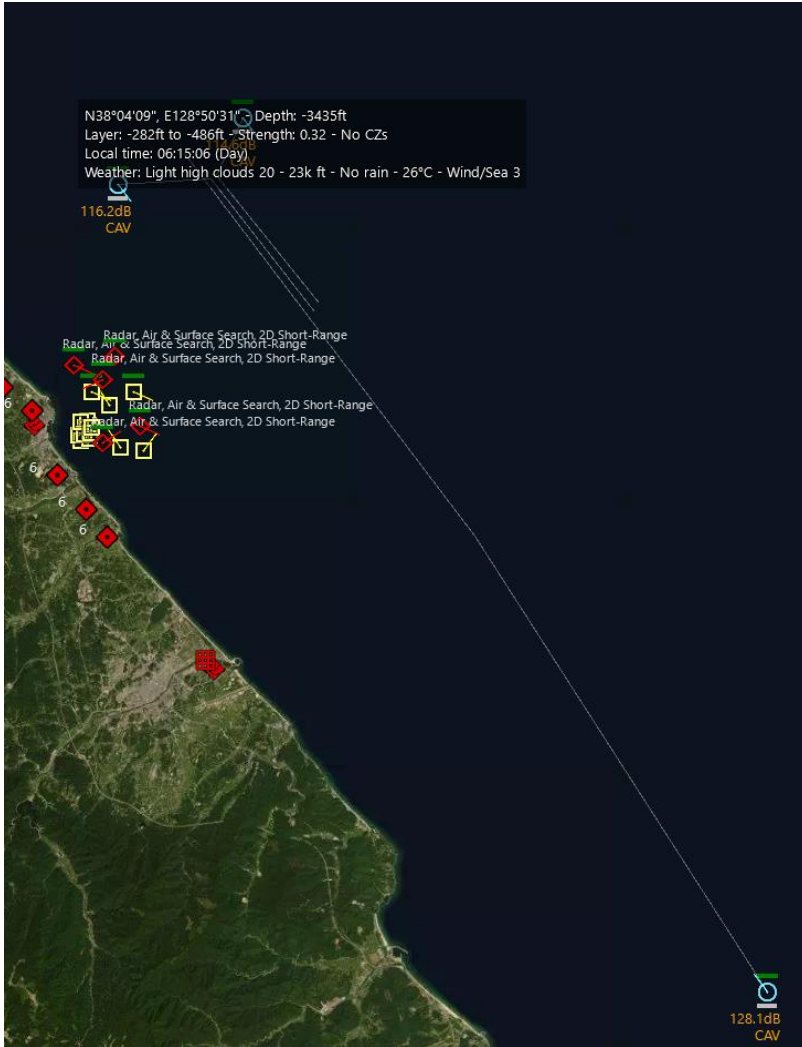 N38°04'09", E128°50'31" - Depth: -3435ft
Layer: -282ft to -486ft - Strength: 0.32 - No CZs
114.6dB
Local time: 06:15:06 (Day)
CAV
Weather: Light high clouds 20 - 23k ft - No rain - 26°C - Wind/Sea 3
116.2dB
CAV
Radar, Air & Surface Search, 2D Short-Range
Radar, Air & Surface Search, 2D Short-Range
Radar, Air & Surface Search, 2D Short-Range
6
Radar, Air & Surface Search, 2D Short-Range
Radar, Air & Surface Search, 2D Short-Range
6
6
6
128.1dB
CAV